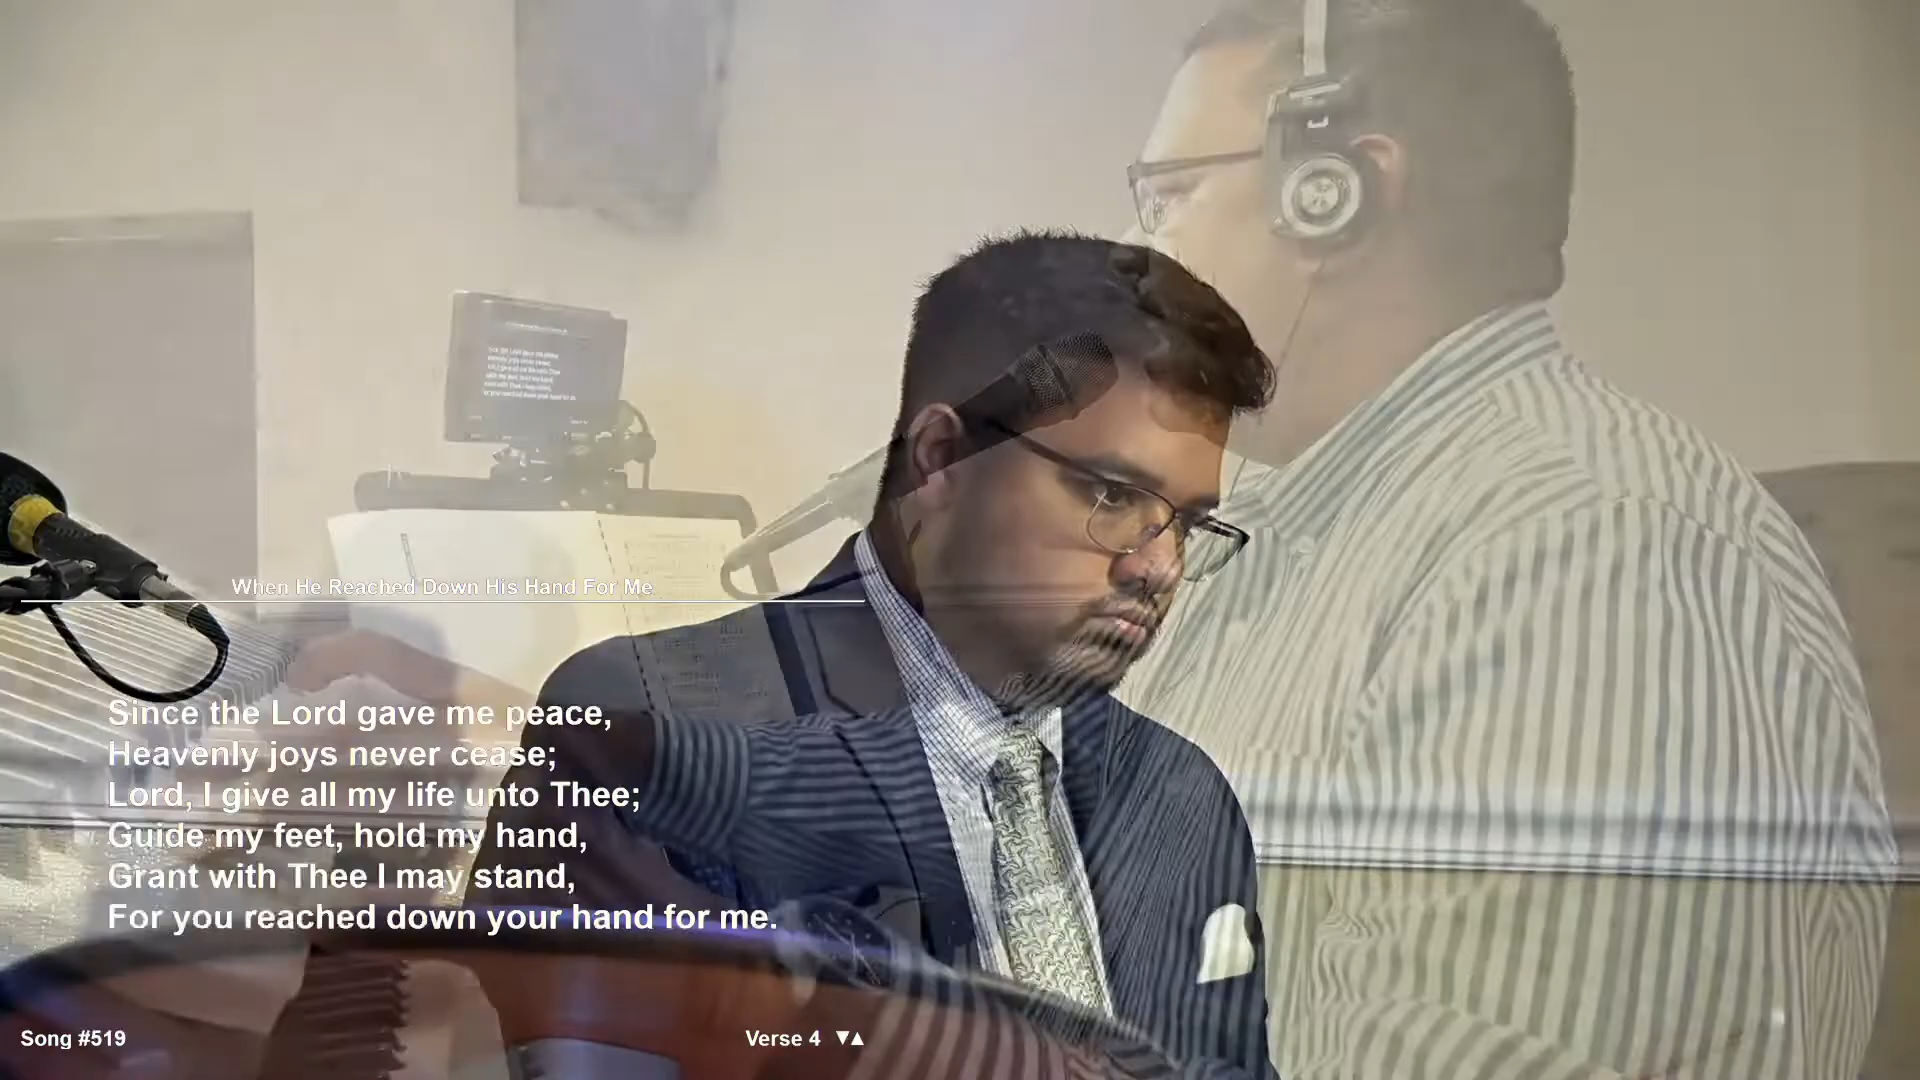 When He Reached Down His Hand For Me
Since the Lord gave me peace,
Heavenly joys never cease;
Lord, I give all my life unto Thee;
Guide my feet, hold my hand,
Grant with Thee I may stand,
For you reached down your hand for me.
Song #519
Verse 4 ▼▲